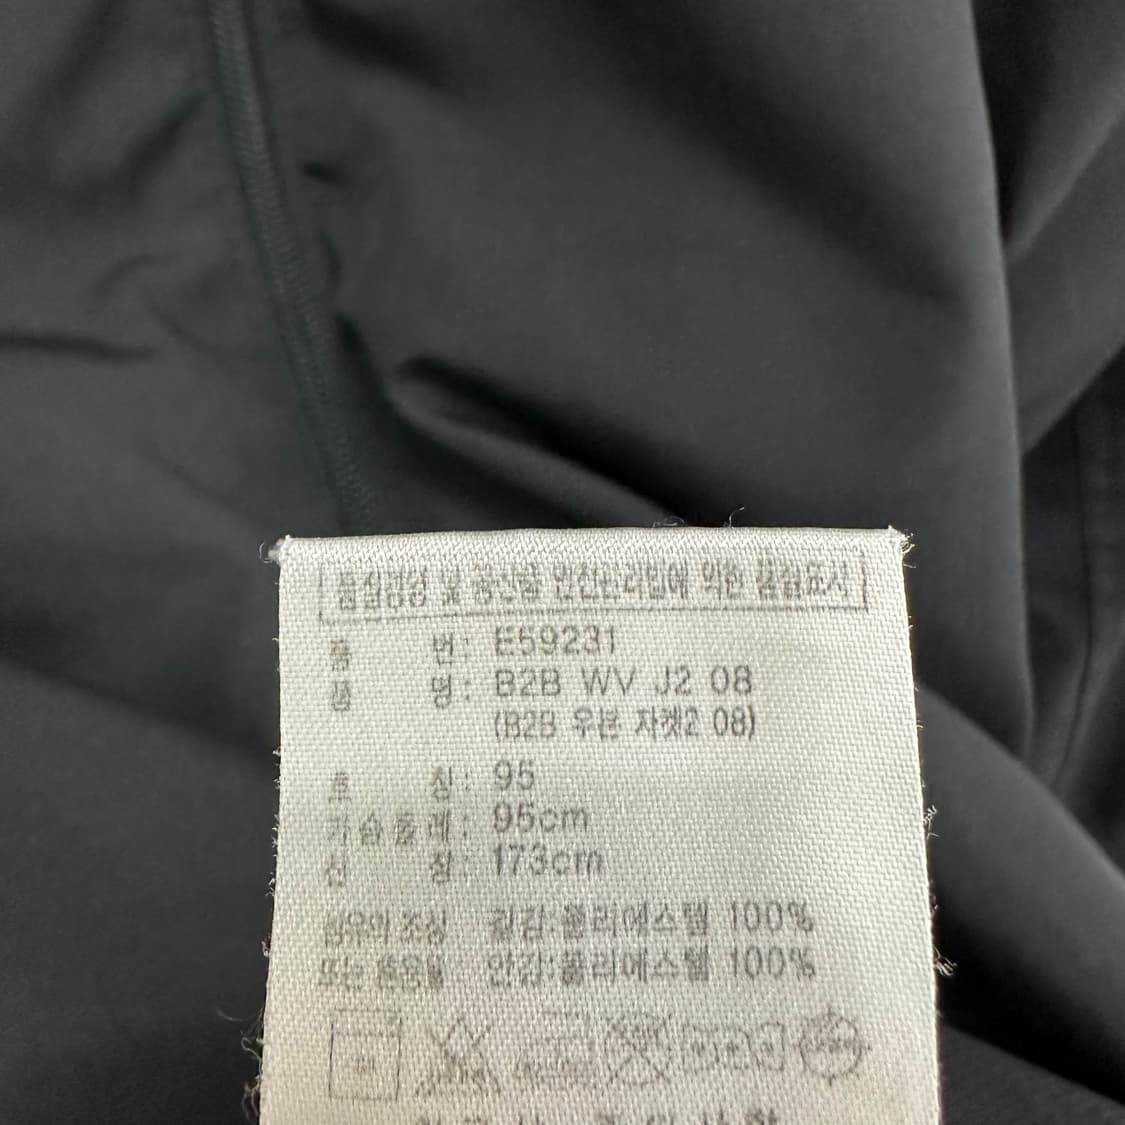 품질경영 및 공산품 안전관리법에 의한 품질표시
품 번: E59231
품 명: B2B WV J2 08
(B2B 우븐 자켓2 08)
호 칭: 95
가슴둘레: 95cm
신 장: 173cm
섬유의 조성 겉감:폴리에스텔 100%
또는 혼용율 안감:폴리에스텔 100%